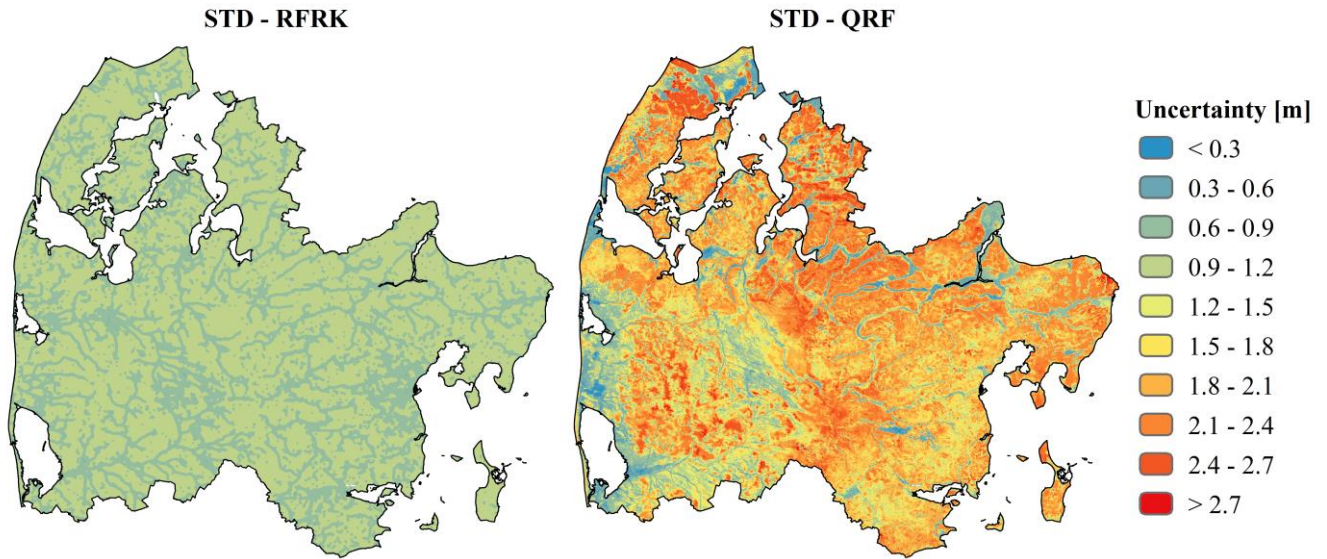 STD - RFRK
STD - QRF
Uncertainty [m]
< 0.3
0.3 - 0.6
0.6 - 0.9
0.9 - 1.2
1.2 - 1.5
1.5 - 1.8
1.8 - 2.1
2.1 - 2.4
2.4 - 2.7
> 2.7